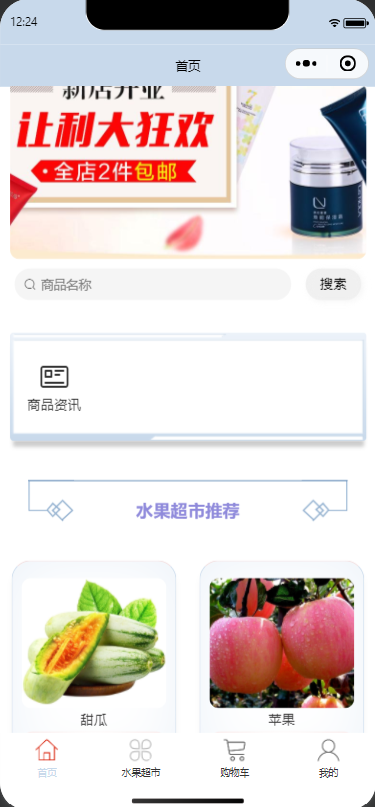 12:24
首页
新店开业
让利大狂欢
全店2件包邮
商品名称
搜索
商品资讯
水果超市推荐
甜瓜
苹果
首页
水果超市
购物车
我的